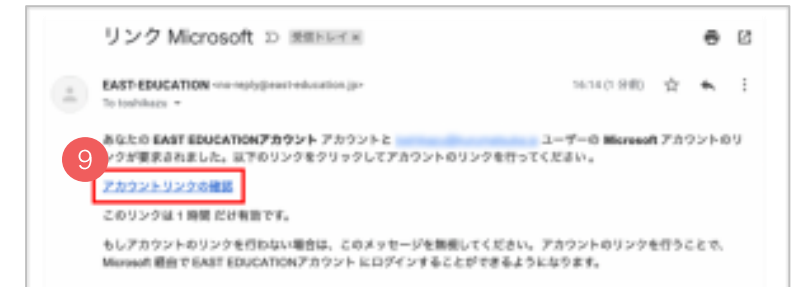 リンク Microsoft
受信トレイ ×
EAST-EDUCATION <no-reply@east-education.jp>
16:14 (1 分前)
To toshikazu
あなたの EAST EDUCATIONアカウント アカウントと ユーザーの Microsoft アカウントのリ
ンクが要求されました。以下のリンクをクリックしてアカウントのリンクを行ってください。
9
アカウントリンクの確認
このリンクは 1 時間 だけ有効です。
もしアカウントのリンクを行わない場合は、このメッセージを無視してください。アカウントのリンクを行うことで、
Microsoft 経由で EAST EDUCATIONアカウント にログインすることができるようになります。